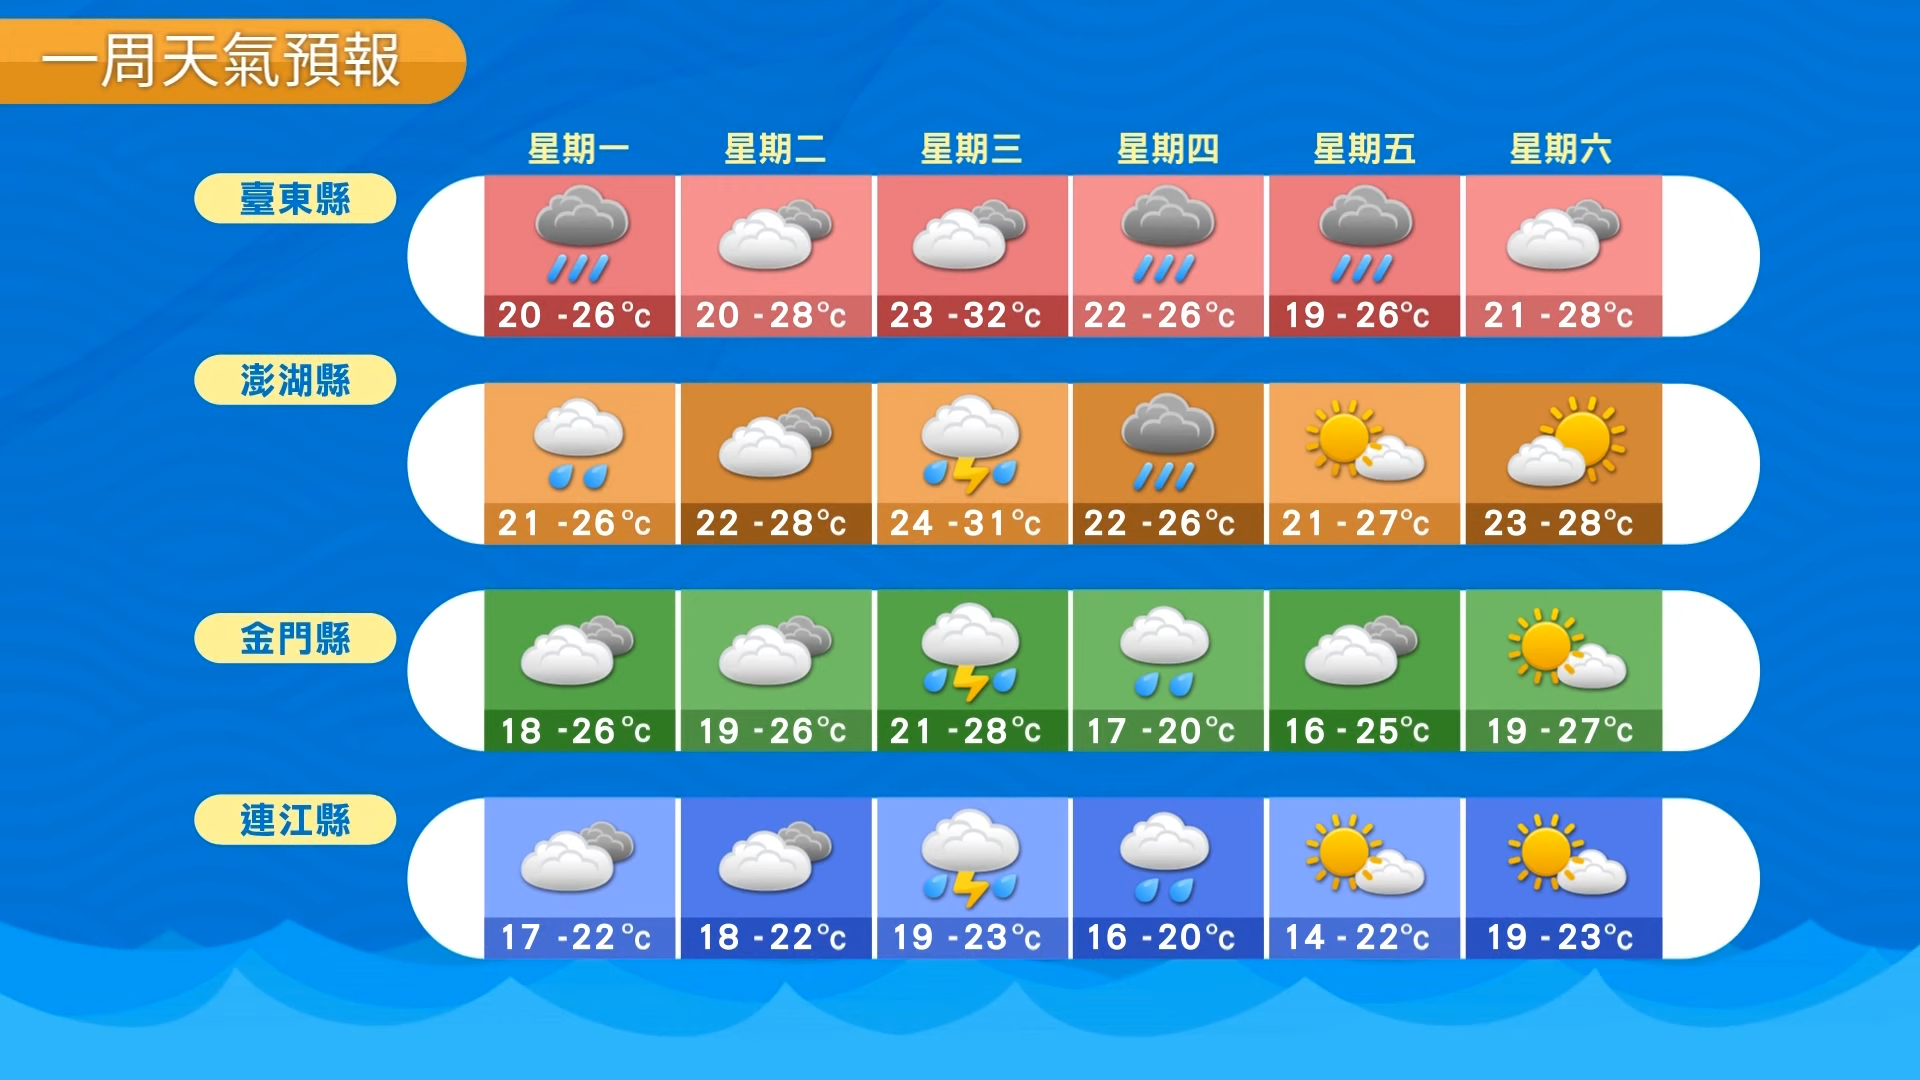 一周天氣預報
星期一 星期二 星期三 星期四 星期五 星期六
臺東縣
20 -26℃ 20 -28℃ 23 -32℃ 22 -26℃ 19 -26℃ 21 -28℃
澎湖縣
21 -26℃ 22 -28℃ 24 -31℃ 22 -26℃ 21 -27℃ 23 -28℃
金門縣
18 -26℃ 19 -26℃ 21 -28℃ 17 -20℃ 16 -25℃ 19 -27℃
連江縣
17 -22℃ 18 -22℃ 19 -23℃ 16 -20℃ 14 -22℃ 19 -23℃